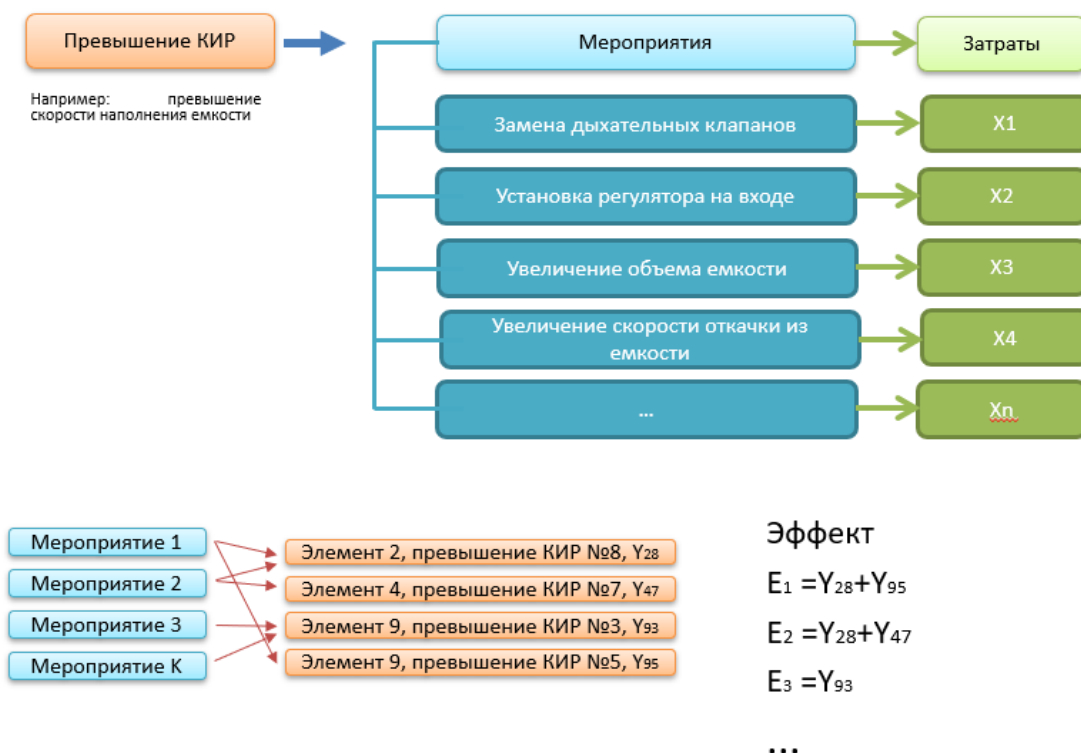 Превышение КИР
Мероприятия
Затраты
Например: превышение
скорости наполнения емкости
Замена дыхательных клапанов
X1
Установка регулятора на входе
X2
Увеличение объема емкости
X3
Увеличение скорости откачки из
емкости
X4
...
Xn
Мероприятие 1
Мероприятие 2
Мероприятие 3
Мероприятие К
Элемент 2, превышение КИР №8, Y28
Элемент 4, превышение КИР №7, Y47
Элемент 9, превышение КИР №3, Y93
Элемент 9, превышение КИР №5, Y95
Эффект
E1 =Y28+Y95
E2 =Y28+Y47
E3 =Y93
...